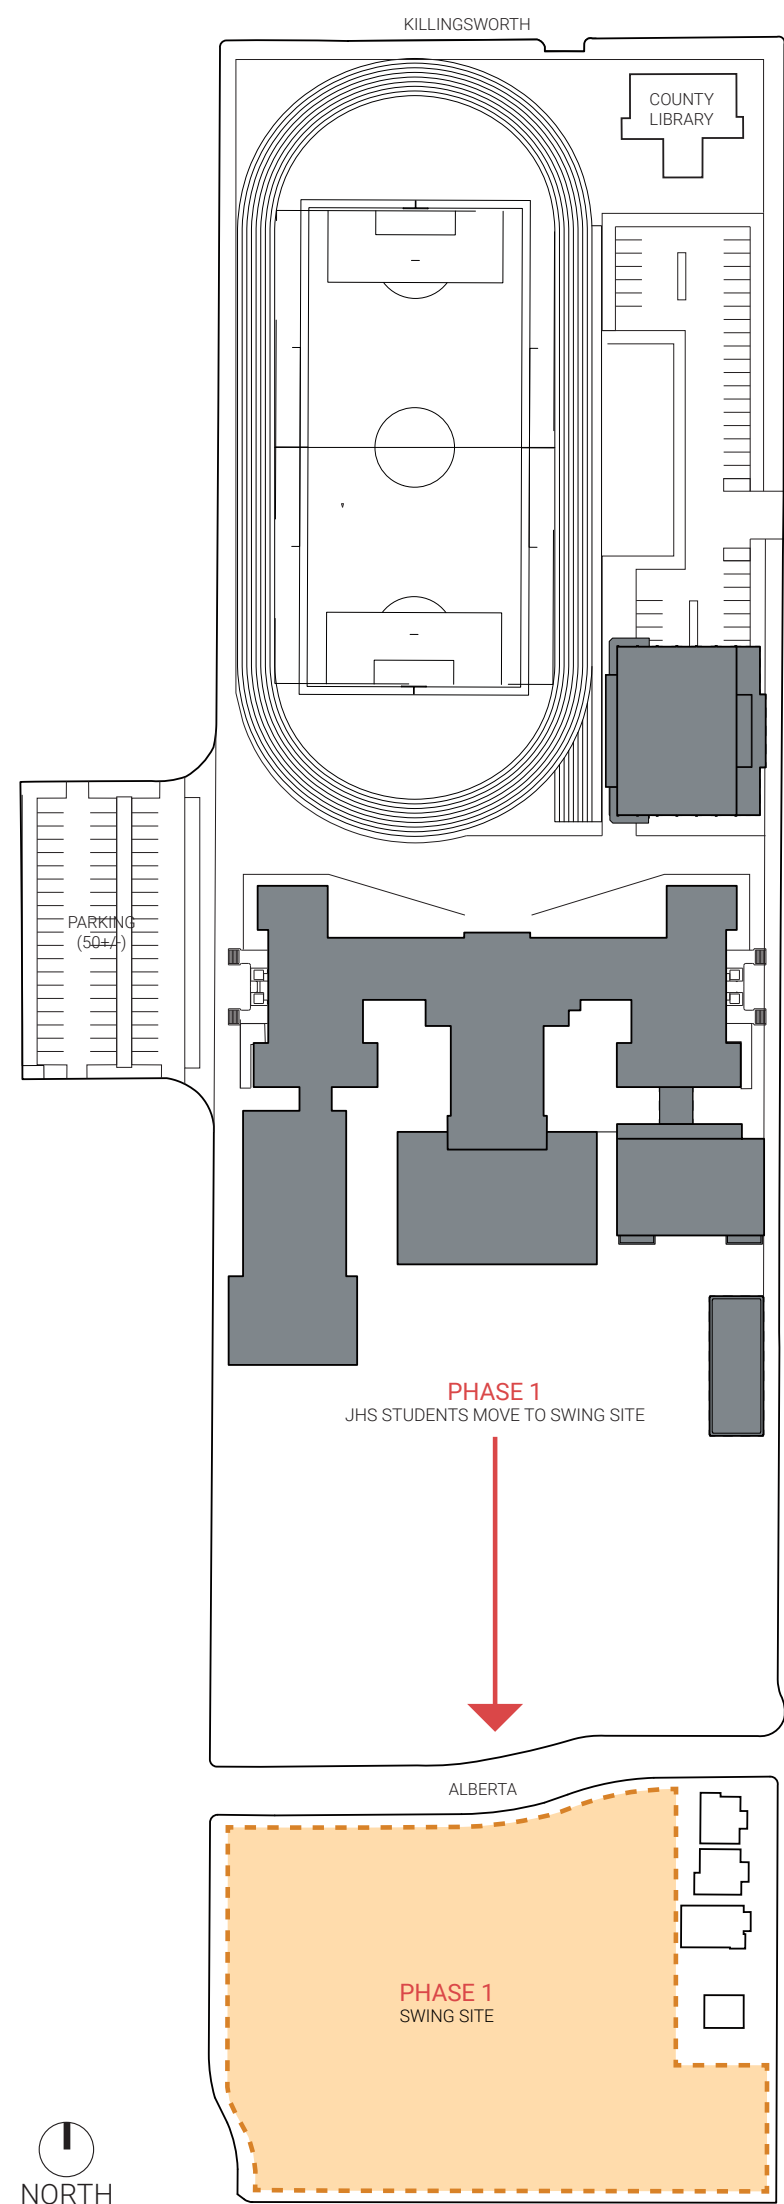 KILLINGSWORTH
COUNTY
LIBRARY
PARKING
(50+/-)
PHASE 1
JHS STUDENTS MOVE TO SWING SITE
ALBERTA
PHASE 1
SWING SITE
NORTH